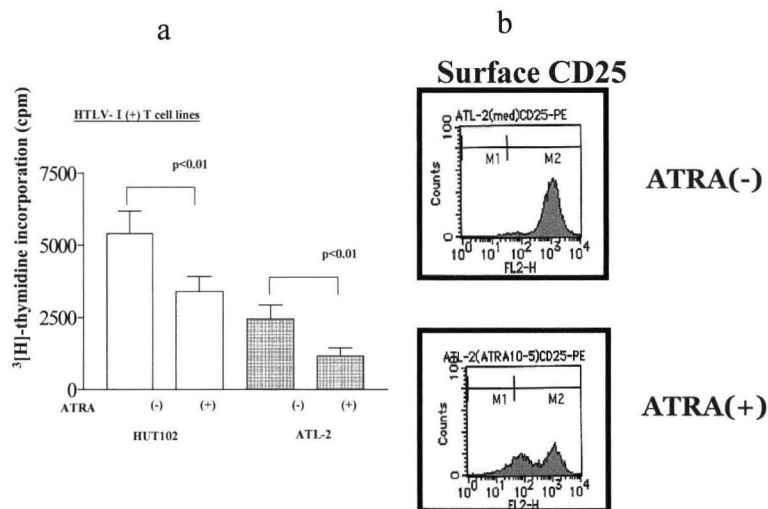 a
³[H]-thymidine incorporation (cpm)
HTLV- I (+) T cell lines
7500
5000
2500
0
p<0.01
p<0.01
ATRA (-) (+) (-) (+)
HUT102 ATL-2
b
Surface CD25
ATL-2(med)CD25-PE
100
Counts
0
M1 M2
10⁰ 10¹ 10² 10³ 10⁴
FL2-H
ATRA(-)
ATL-2(ATRA10-5)CD25-PE
100
Counts
0
M1 M2
10⁰ 10¹ 10² 10³ 10⁴
FL2-H
ATRA(+)